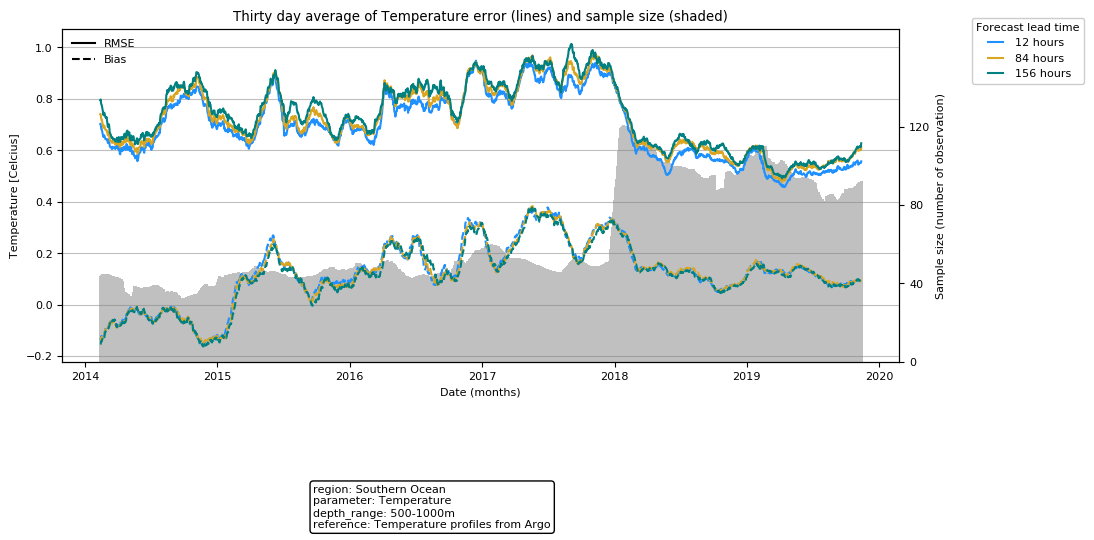 Thirty day average of Temperature error (lines) and sample size (shaded)
Forecast lead time
12 hours
84 hours
156 hours
RMSE
Bias
Temperature [Celcius]
1.0
0.8
0.6
0.4
0.2
0.0
−0.2
120
80
40
0
Sample size (number of observation)
2014 2015 2016 2017 2018 2019 2020
Date (months)
region: Southern Ocean
parameter: Temperature
depth_range: 500-1000m
reference: Temperature profiles from Argo